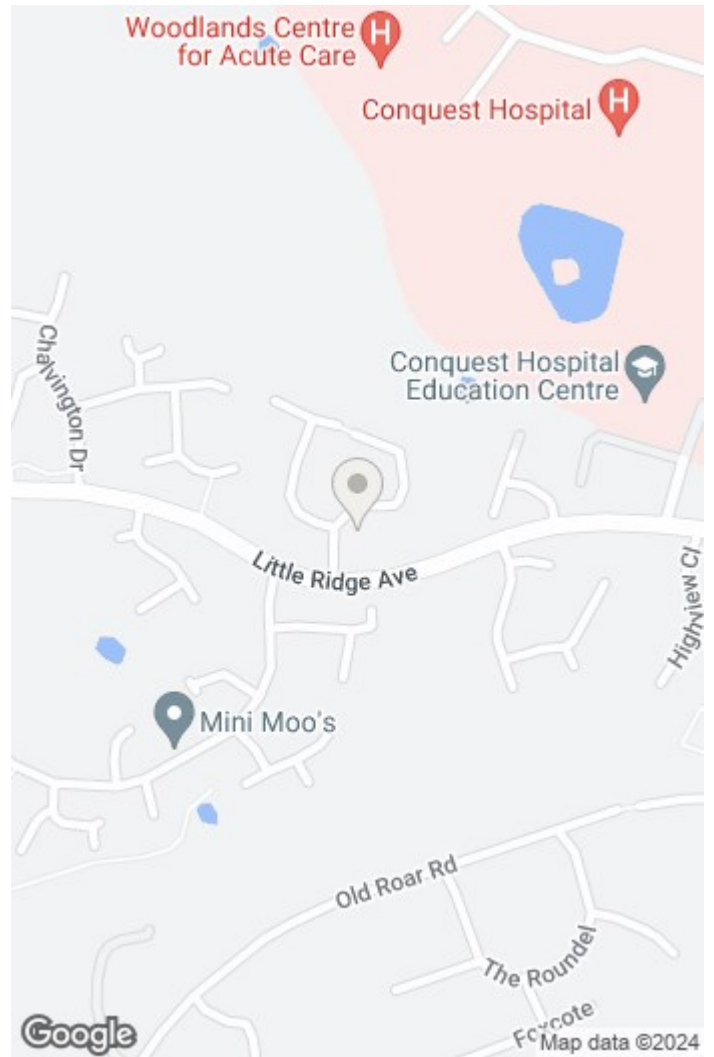 Woodlands Centre
for Acute Care
H
Conquest Hospital
H
Conquest Hospital
Education Centre
Chalvington Dr
Little Ridge Ave
Highview Cl
Mini Moo's
Old Roar Rd
The Roundel
Foxcote
Google
Map data ©2024